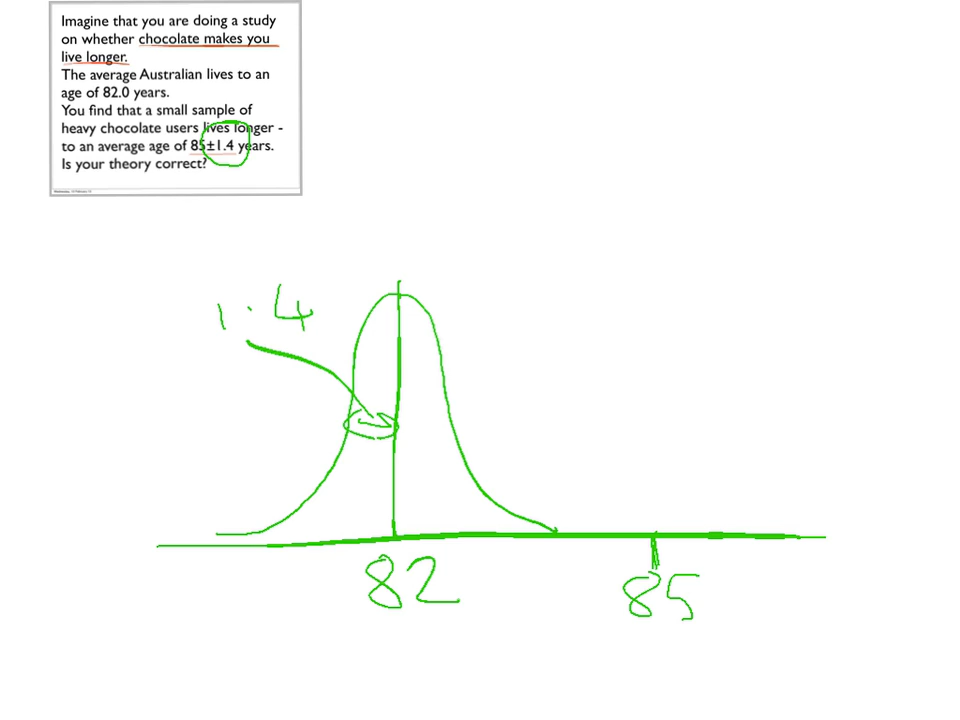 Imagine that you are doing a study
on whether chocolate makes you
live longer.
The average Australian lives to an
age of 82.0 years.
You find that a small sample of
heavy chocolate users lives longer -
to an average age of 85±1.4 years.
Is your theory correct?
1.4
82
85